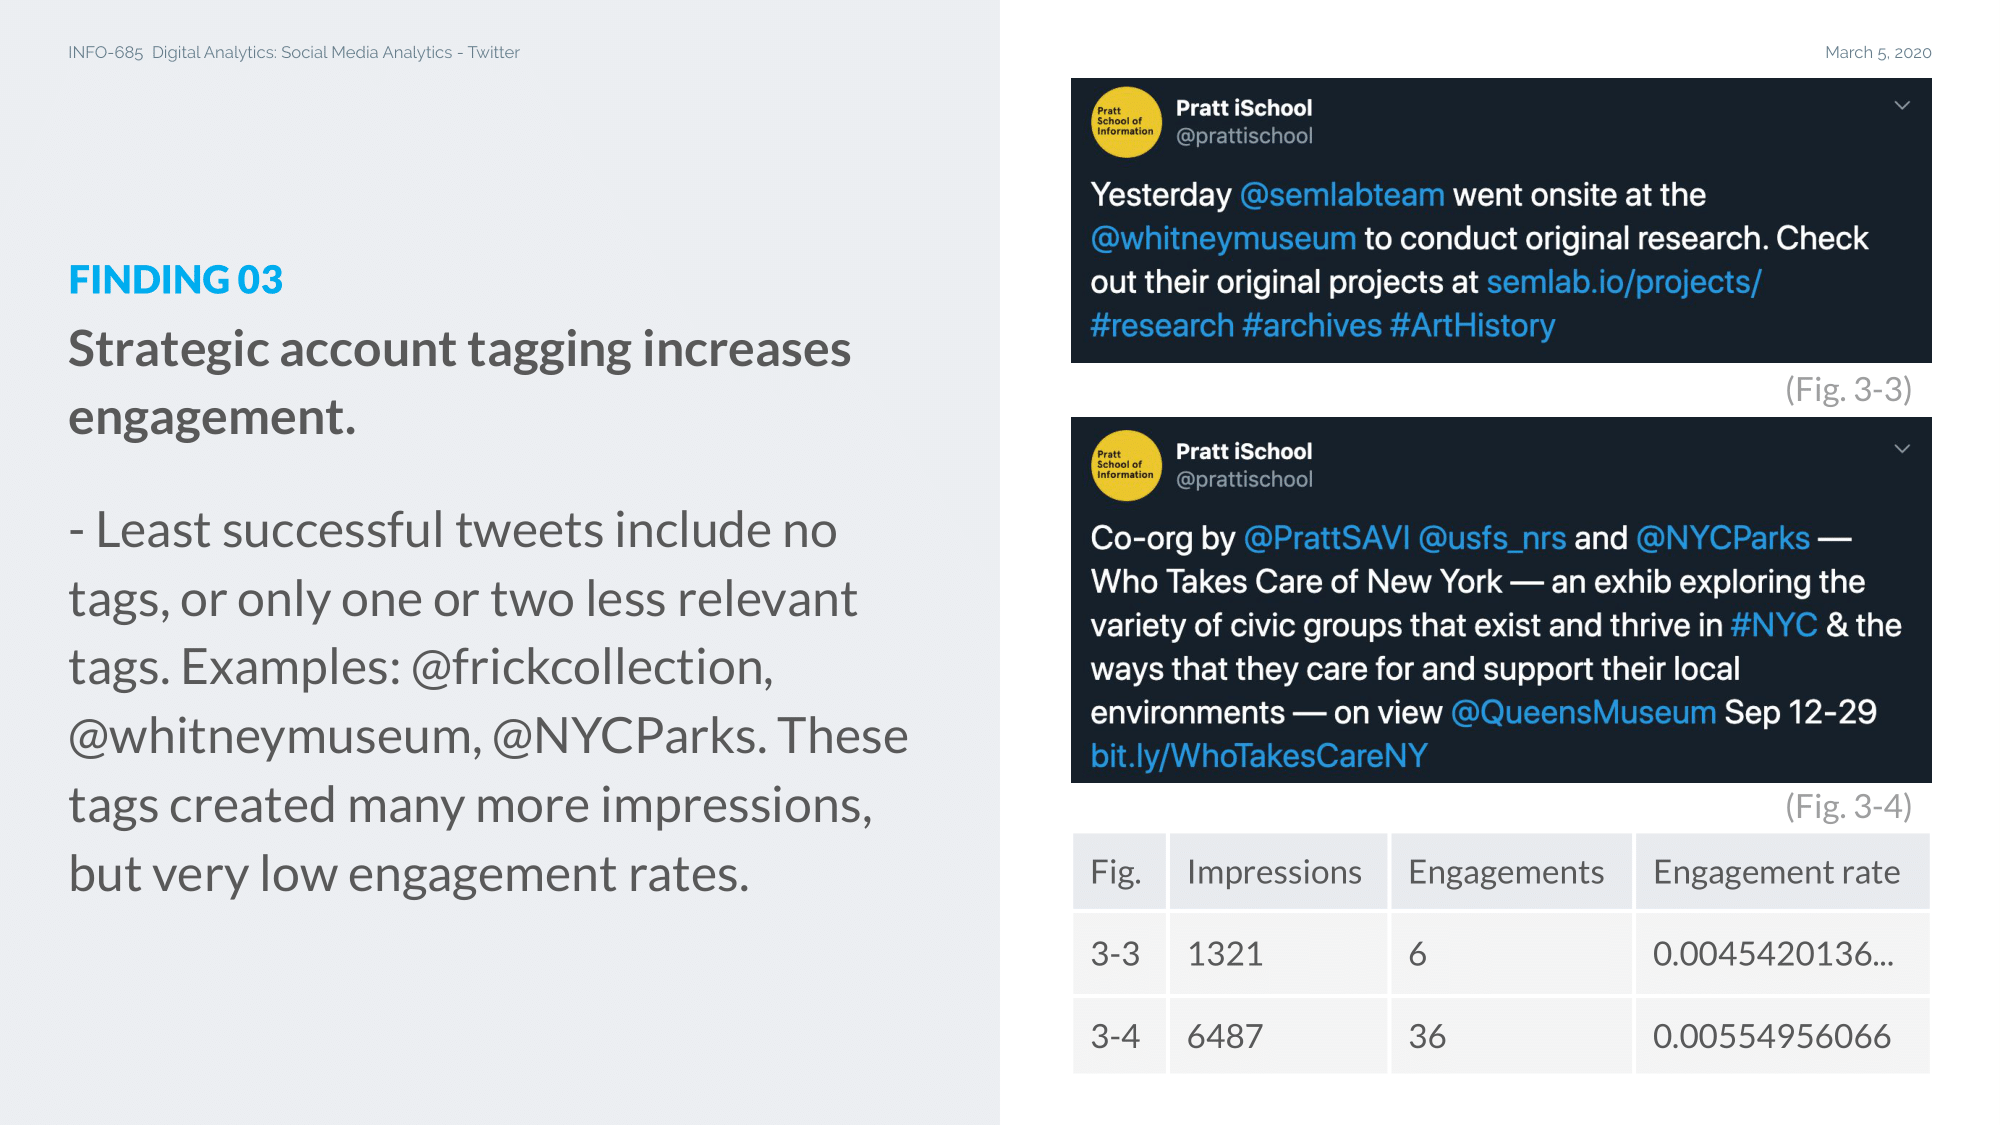 INFO-685 Digital Analytics: Social Media Analytics - Twitter
March 5, 2020
FINDING 03
Strategic account tagging increases
engagement.
- Least successful tweets include no
tags, or only one or two less relevant
tags. Examples: @frickcollection,
@whitneymuseum, @NYCParks. These
tags created many more impressions,
but very low engagement rates.
Pratt
School of
Information
Pratt iSchool
@prattischool
Yesterday @semlabteam went onsite at the
@whitneymuseum to conduct original research. Check
out their original projects at semlab.io/projects/
#research #archives #ArtHistory
(Fig. 3-3)
Pratt
School of
Information
Pratt iSchool
@prattischool
Co-org by @PrattSAVI @usfs_nrs and @NYCParks —
Who Takes Care of New York — an exhib exploring the
variety of civic groups that exist and thrive in #NYC & the
ways that they care for and support their local
environments — on view @QueensMuseum Sep 12-29
bit.ly/WhoTakesCareNY
(Fig. 3-4)
Fig. Impressions Engagements Engagement rate
3-3 1321 6 0.0045420136...
3-4 6487 36 0.00554956066